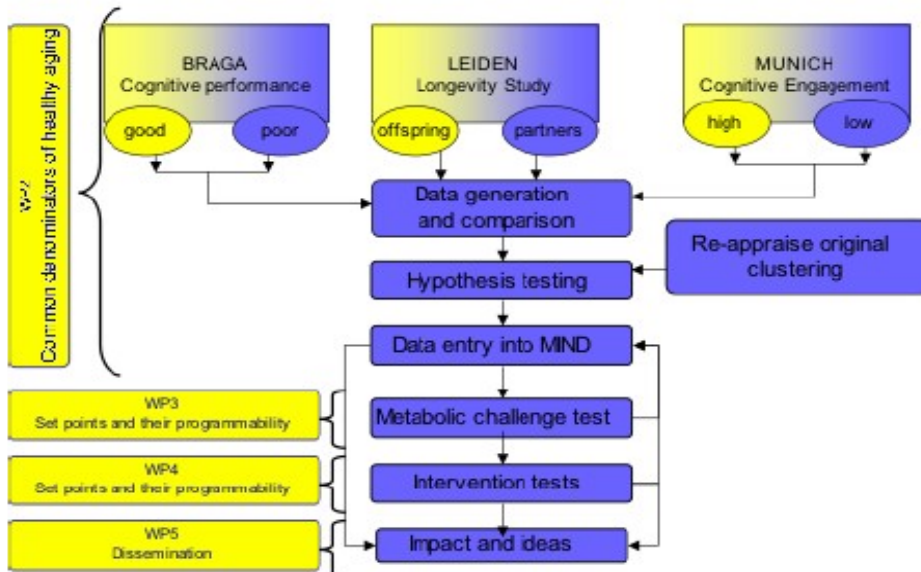 WP2
Common denominators of healthy aging
BRAGA
Cognitive performance
good
poor
LEIDEN
Longevity Study
offspring
partners
MUNICH
Cognitive Engagement
high
low
Data generation
and comparison
Re-appraise original
clustering
Hypothesis testing
Data entry into MIND
WP3
Set points and their programmability
Metabolic challenge test
WP4
Set points and their programmability
Intervention tests
WP5
Dissemination
Impact and ideas